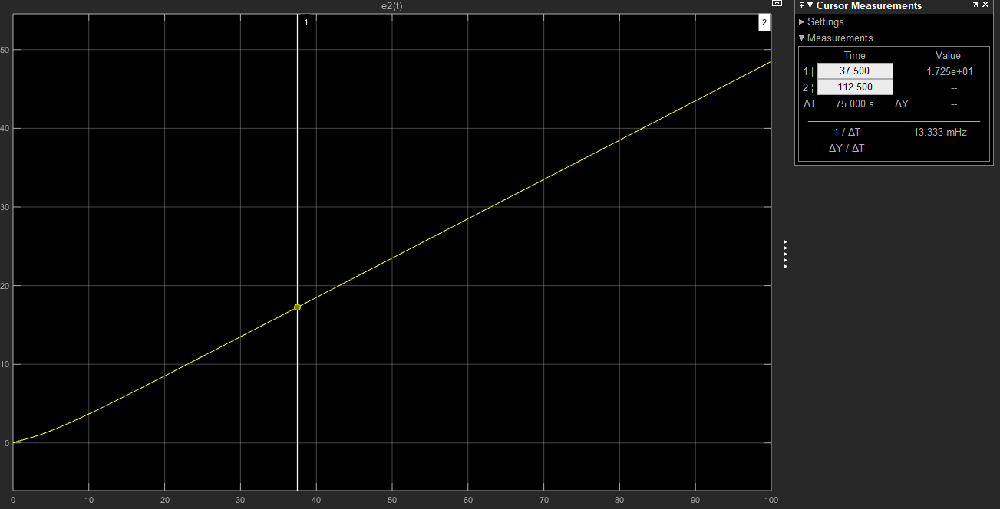 e2(t)
1
2
50
40
30
20
10
0
0 10 20 30 40 50 60 70 80 90 100
Cursor Measurements
Settings
Measurements
Time Value
1 | 37.500 1.725e+01
2 ¦ 112.500 --
ΔT 75.000 s ΔY --
1 / ΔT 13.333 mHz
ΔY / ΔT --